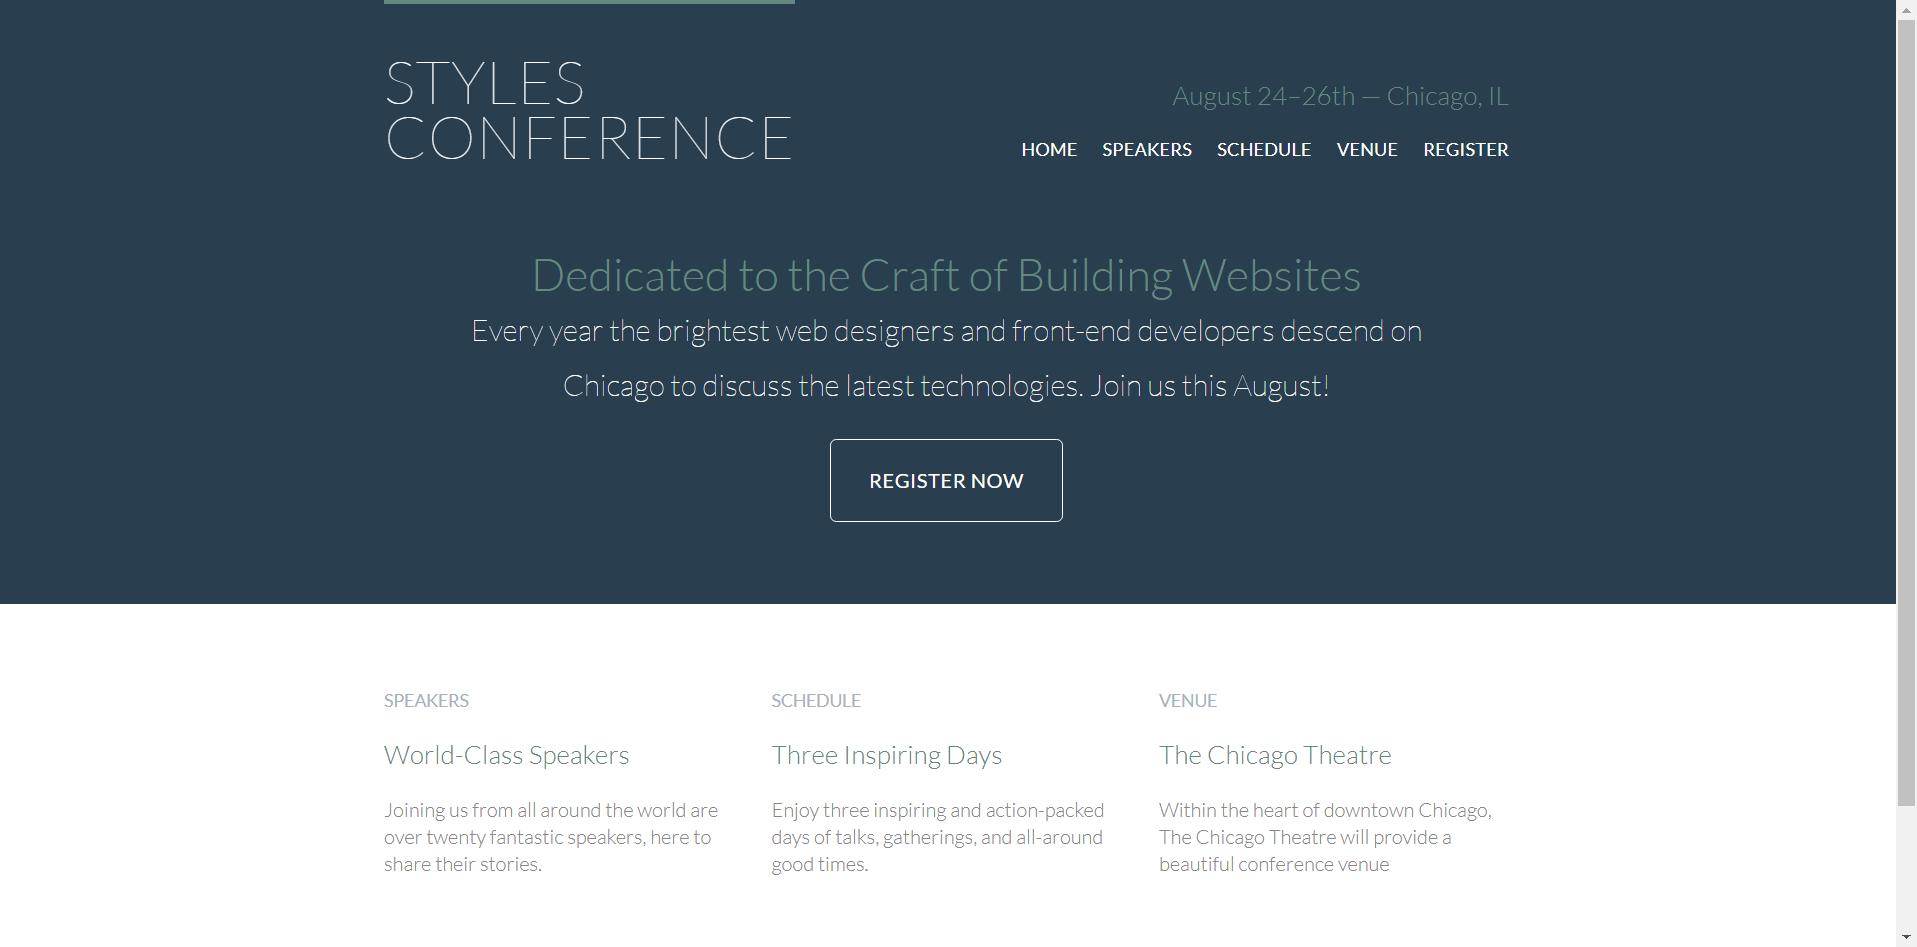 STYLES
CONFERENCE
August 24–26th — Chicago, IL
HOME SPEAKERS SCHEDULE VENUE REGISTER
Dedicated to the Craft of Building Websites
Every year the brightest web designers and front-end developers descend on
Chicago to discuss the latest technologies. Join us this August!
REGISTER NOW
SPEAKERS
World-Class Speakers
Joining us from all around the world are
over twenty fantastic speakers, here to
share their stories.
SCHEDULE
Three Inspiring Days
Enjoy three inspiring and action-packed
days of talks, gatherings, and all-around
good times.
VENUE
The Chicago Theatre
Within the heart of downtown Chicago,
The Chicago Theatre will provide a
beautiful conference venue